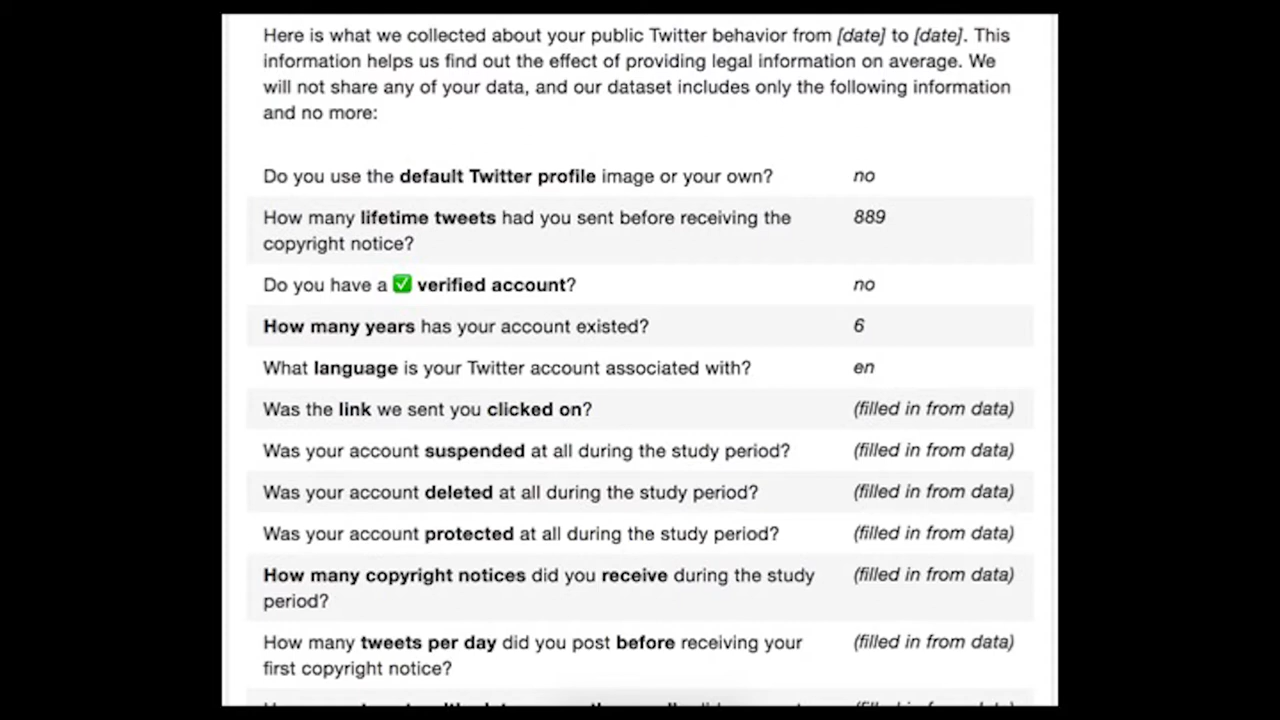 Here is what we collected about your public Twitter behavior from [date] to [date]. This
information helps us find out the effect of providing legal information on average. We
will not share any of your data, and our dataset includes only the following information
and no more:
Do you use the default Twitter profile image or your own? no
How many lifetime tweets had you sent before receiving the 889
copyright notice?
Do you have a ✅ verified account? no
How many years has your account existed? 6
What language is your Twitter account associated with? en
Was the link we sent you clicked on? (filled in from data)
Was your account suspended at all during the study period? (filled in from data)
Was your account deleted at all during the study period? (filled in from data)
Was your account protected at all during the study period? (filled in from data)
How many copyright notices did you receive during the study (filled in from data)
period?
How many tweets per day did you post before receiving your (filled in from data)
first copyright notice?